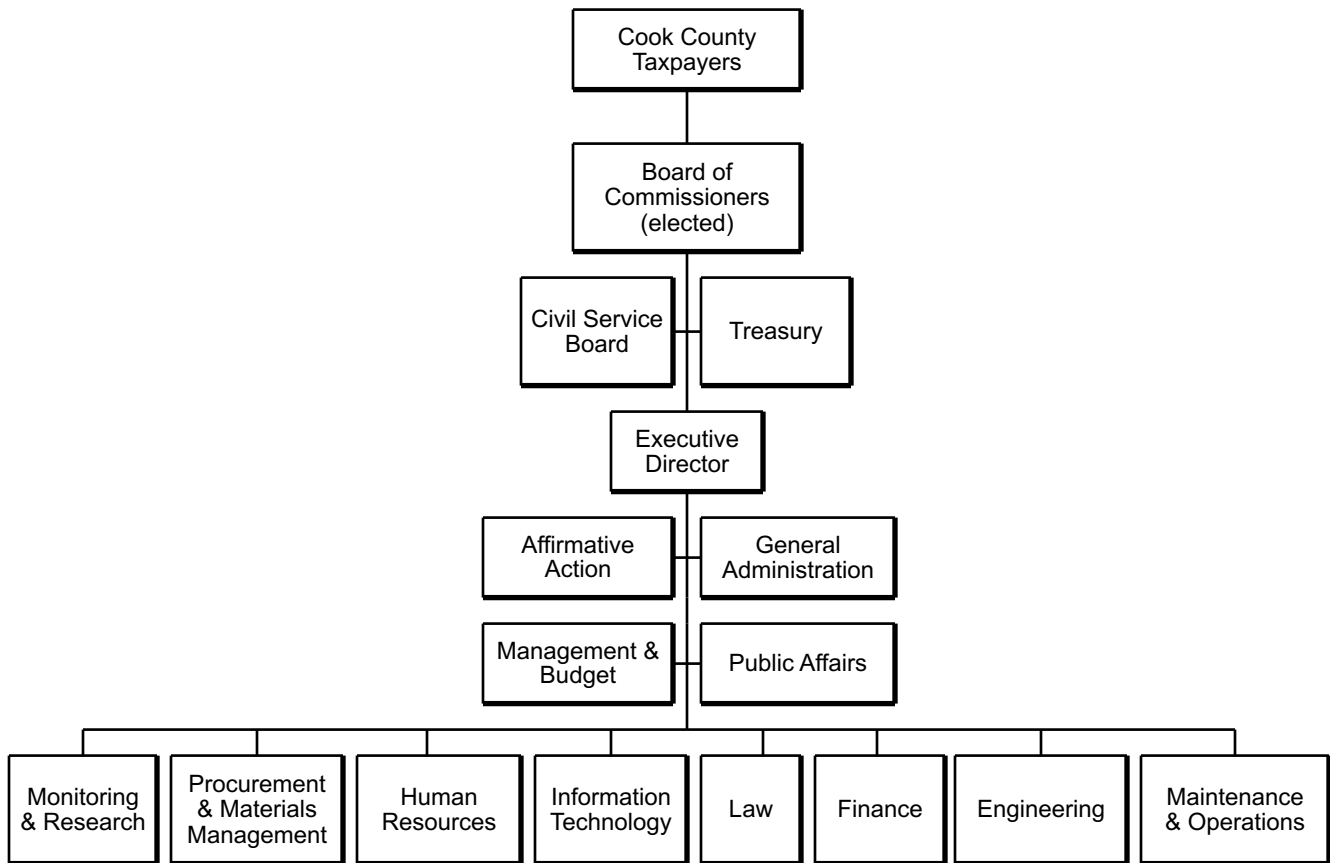 Cook County
Taxpayers
Board of
Commissioners
(elected)
Civil Service
Board
Treasury
Executive
Director
Affirmative
Action
General
Administration
Management &
Budget
Public Affairs
Monitoring
& Research
Procurement
& Materials
Management
Human
Resources
Information
Technology
Law
Finance
Engineering
Maintenance
& Operations